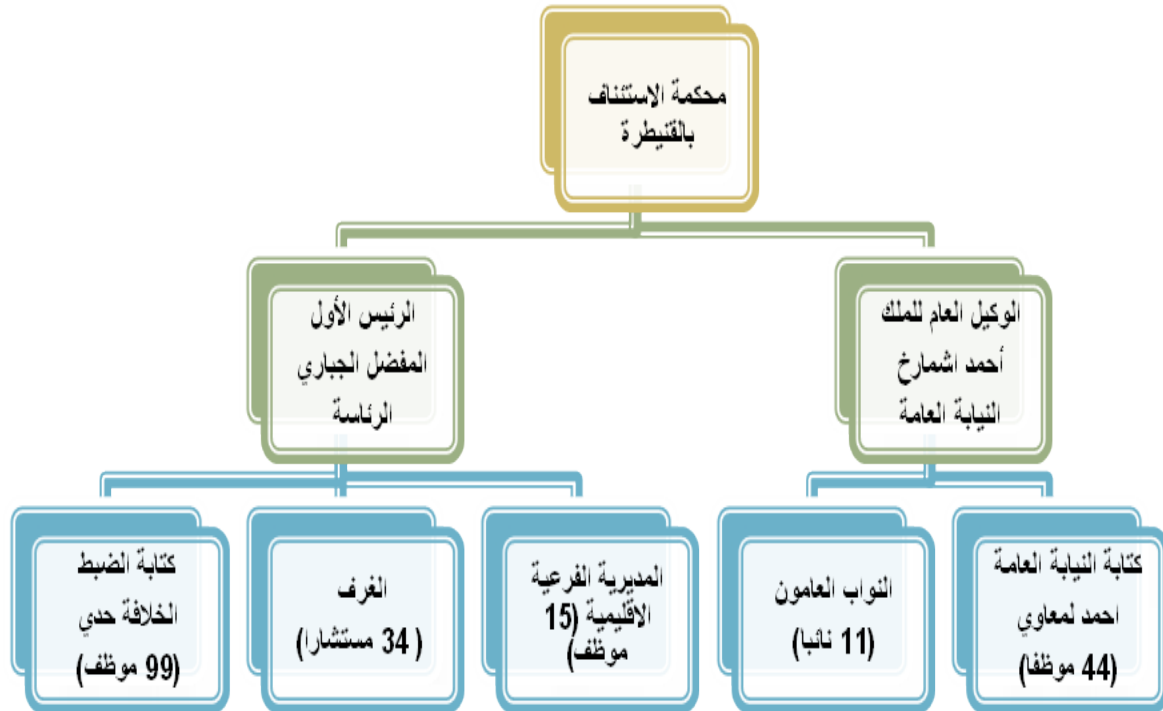 محكمة الاستئناف
بالقنيطرة
الوكيل العام للملك
أحمد اشمارخ
النيابة العامة
الرئيس الأول
المفضل الجباري
الرئاسة
كتابة النيابة العامة
احمد لمعاوي
(44 موظفا)
النواب العامون
(11 نائبا)
المديرية الفرعية
الاقليمية (15
موظف)
الغرف
( 34 مستشارا)
كتابة الضبط
الخلافة حدي
(99 موظف)